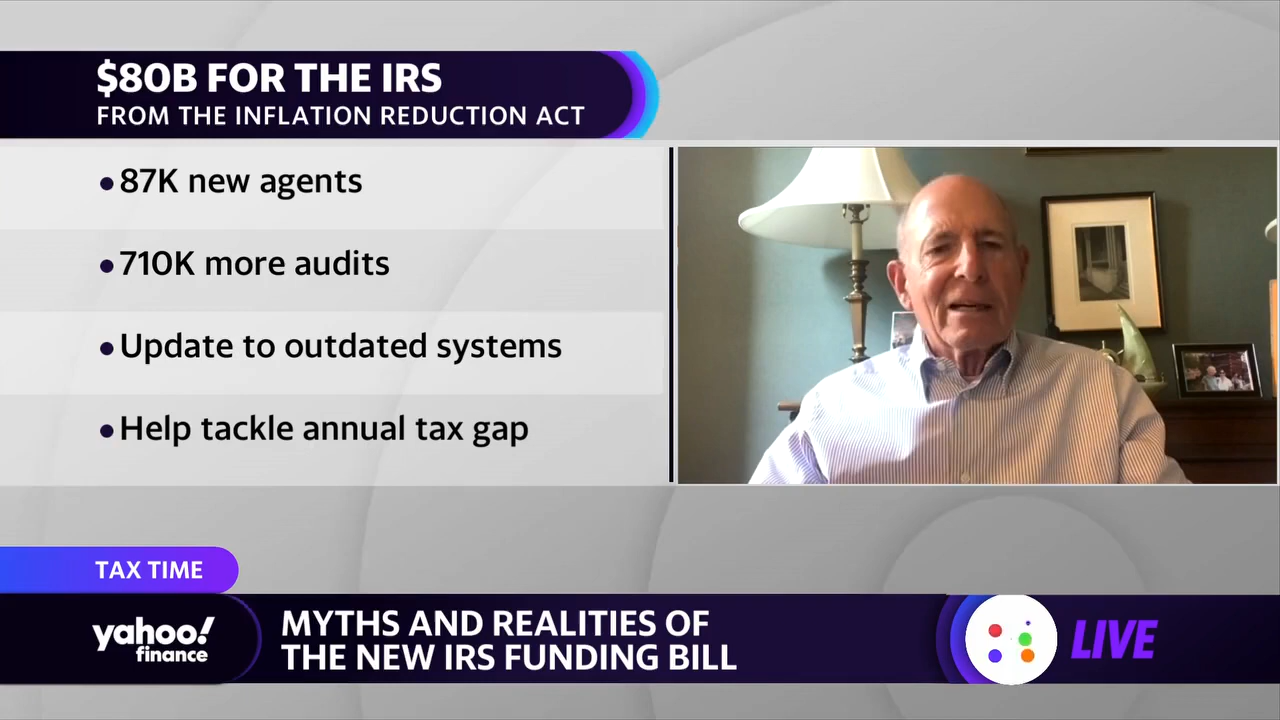 $80B FOR THE IRS
FROM THE INFLATION REDUCTION ACT
• 87K new agents
• 710K more audits
• Update to outdated systems
• Help tackle annual tax gap
TAX TIME
yahoo!
finance
MYTHS AND REALITIES OF
THE NEW IRS FUNDING BILL
LIVE